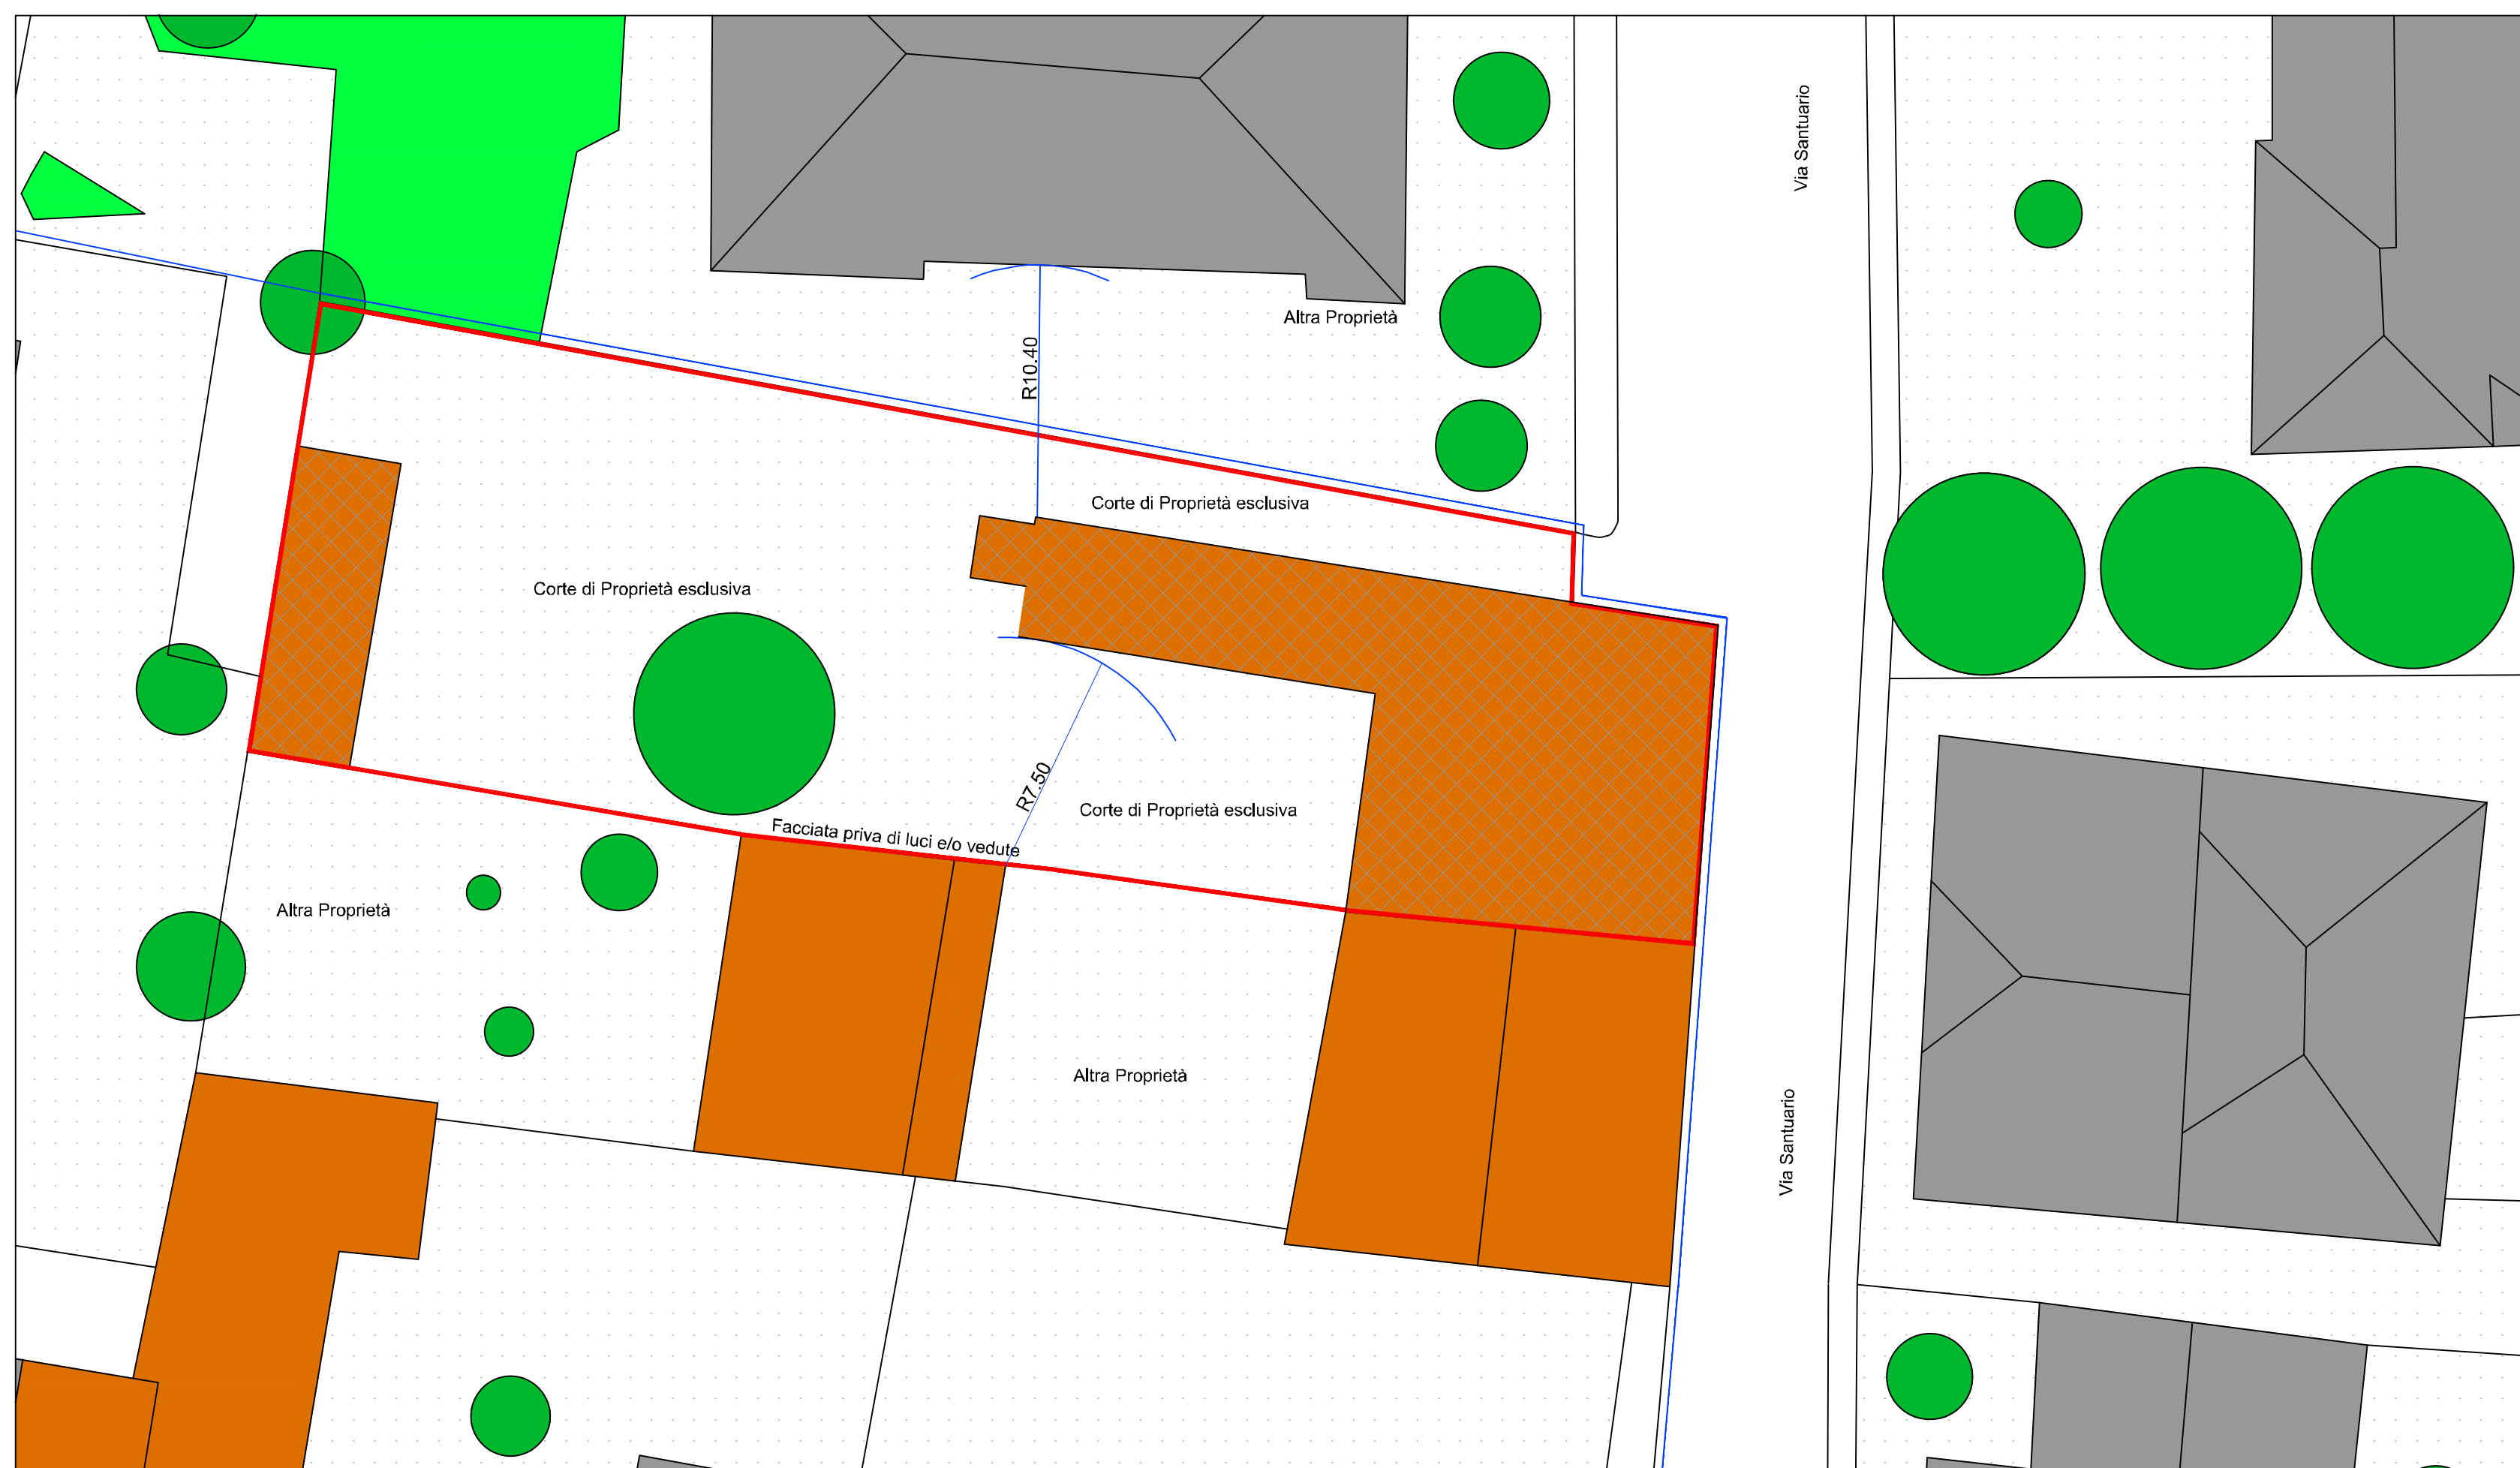 Via Santuario
Altra Proprietà
R10.40
Corte di Proprietà esclusiva
Corte di Proprietà esclusiva
R7.50
Corte di Proprietà esclusiva
Facciata priva di luci e/o vedute
Altra Proprietà
Altra Proprietà
Via Santuario